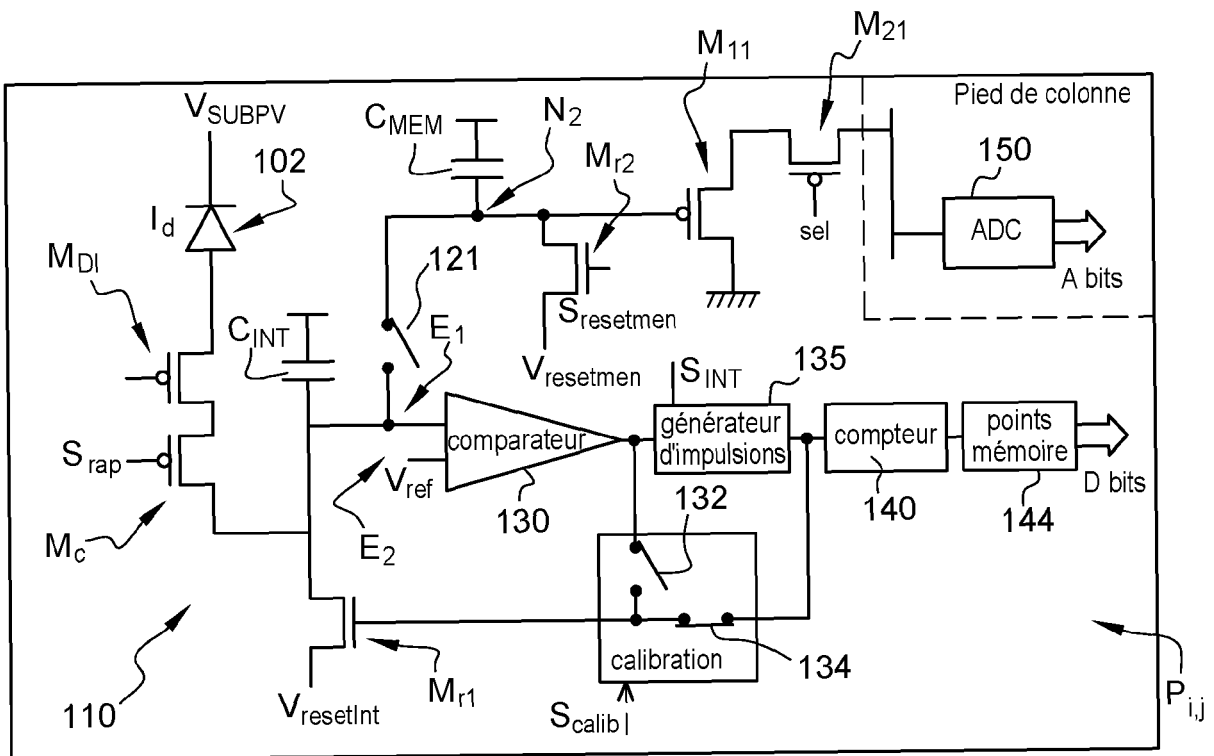 M11
M21
VSUBPV
CMEM
N2
Mr2
Pied de colonne
150
102
Id
sel
ADC
A bits
MDI
121
CINT
E1
Sresetmen
Vresetmen
SINT
135
comparateur
générateur
d'impulsions
compteur
points
mémoire
D bits
Srap
Vref
130
132
140
144
Mc
E2
calibration
134
110
Mr1
VresetInt
Scalib
Pi,j